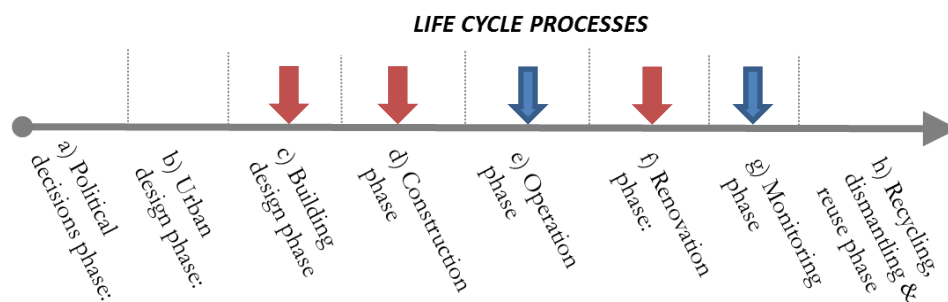 LIFE CYCLE PROCESSES
a) Political
decisions phase:
b) Urban
design phase:
c) Building
design phase
d) Construction
phase
e) Operation
phase
f) Renovation
phase:
g) Monitoring
phase
h) Recycling,
dismantling &
reuse phase